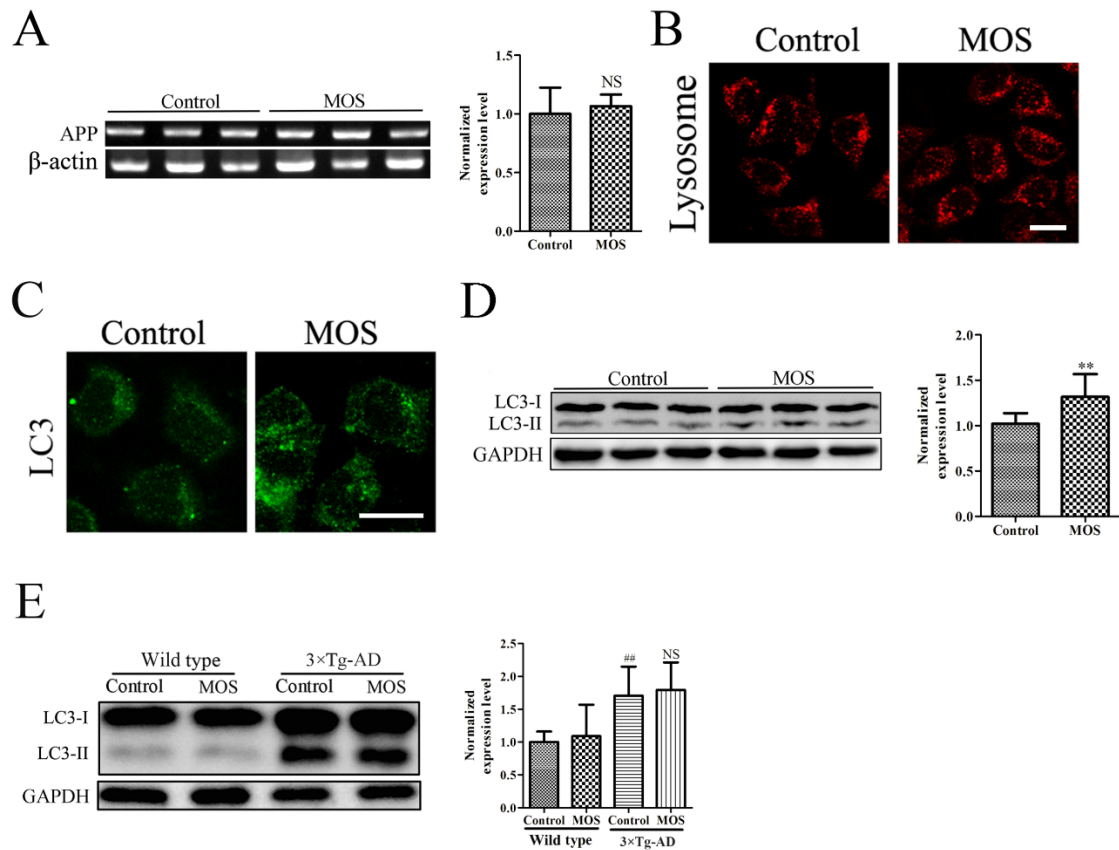 A
Control MOS
APP
β-actin
Normalized
expression level
1.5
1.0
0.5
0.0
NS
Control MOS
B
Control MOS
Lysosome
C
Control MOS
LC3
D
Control MOS
LC3-I
LC3-II
GAPDH
Normalized
expression level
2.0
1.5
1.0
0.5
0.0
**
Control MOS
E
Wild type 3×Tg-AD
Control MOS Control MOS
LC3-I
LC3-II
GAPDH
Normalized
expression level
2.5
2.0
1.5
1.0
0.5
0.0
## NS
Control MOS Control MOS
Wild type 3×Tg-AD